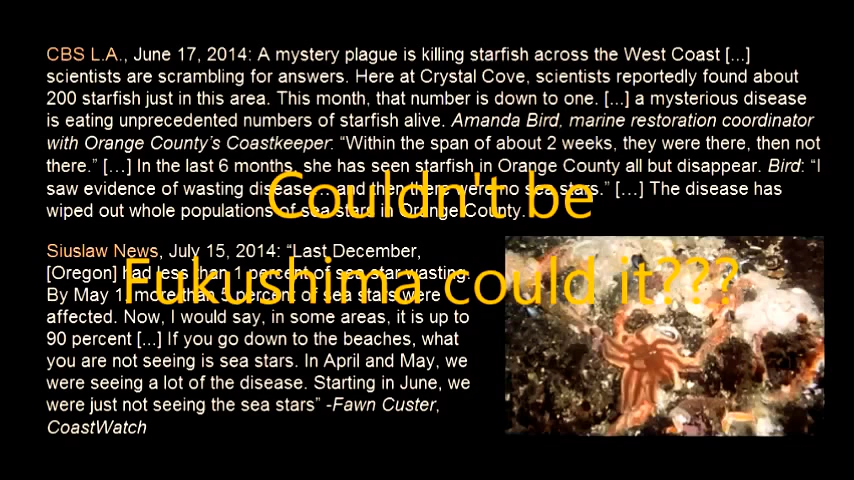 CBS L.A., June 17, 2014: A mystery plague is killing starfish across the West Coast [...]
scientists are scrambling for answers. Here at Crystal Cove, scientists reportedly found about
200 starfish just in this area. This month, that number is down to one. [...] a mysterious disease
is eating unprecedented numbers of starfish alive. Amanda Bird, marine restoration coordinator
with Orange County's Coastkeeper: “Within the span of about 2 weeks, they were there, then not
there.” […] In the last 6 months, she has seen starfish in Orange County all but disappear. Bird: “I
saw evidence of wasting disease… and then there were no sea stars.” […] The disease has
wiped out whole populations of sea stars in Orange County.
Couldn't be
Fukushima could it???
Siuslaw News, July 15, 2014: “Last December,
[Oregon] had less than 1 percent of sea star wasting.
By May 1, more than 5 percent of sea stars were
affected. Now, I would say, in some areas, it is up to
90 percent [...] If you go down to the beaches, what
you are not seeing is sea stars. In April and May, we
were seeing a lot of the disease. Starting in June, we
were just not seeing the sea stars” -Fawn Custer,
CoastWatch